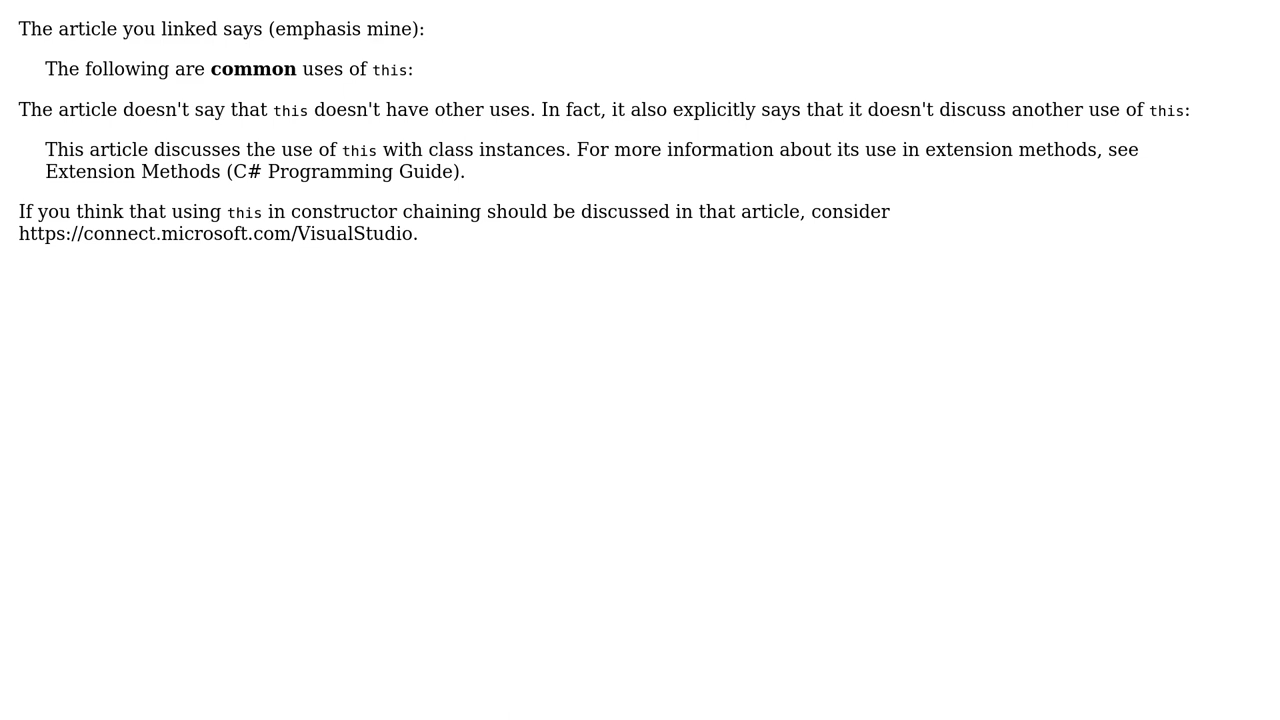 The article you linked says (emphasis mine):
The following are common uses of this:
The article doesn't say that this doesn't have other uses. In fact, it also explicitly says that it doesn't discuss another use of this:
This article discusses the use of this with class instances. For more information about its use in extension methods, see
Extension Methods (C# Programming Guide).
If you think that using this in constructor chaining should be discussed in that article, consider
https://connect.microsoft.com/VisualStudio.